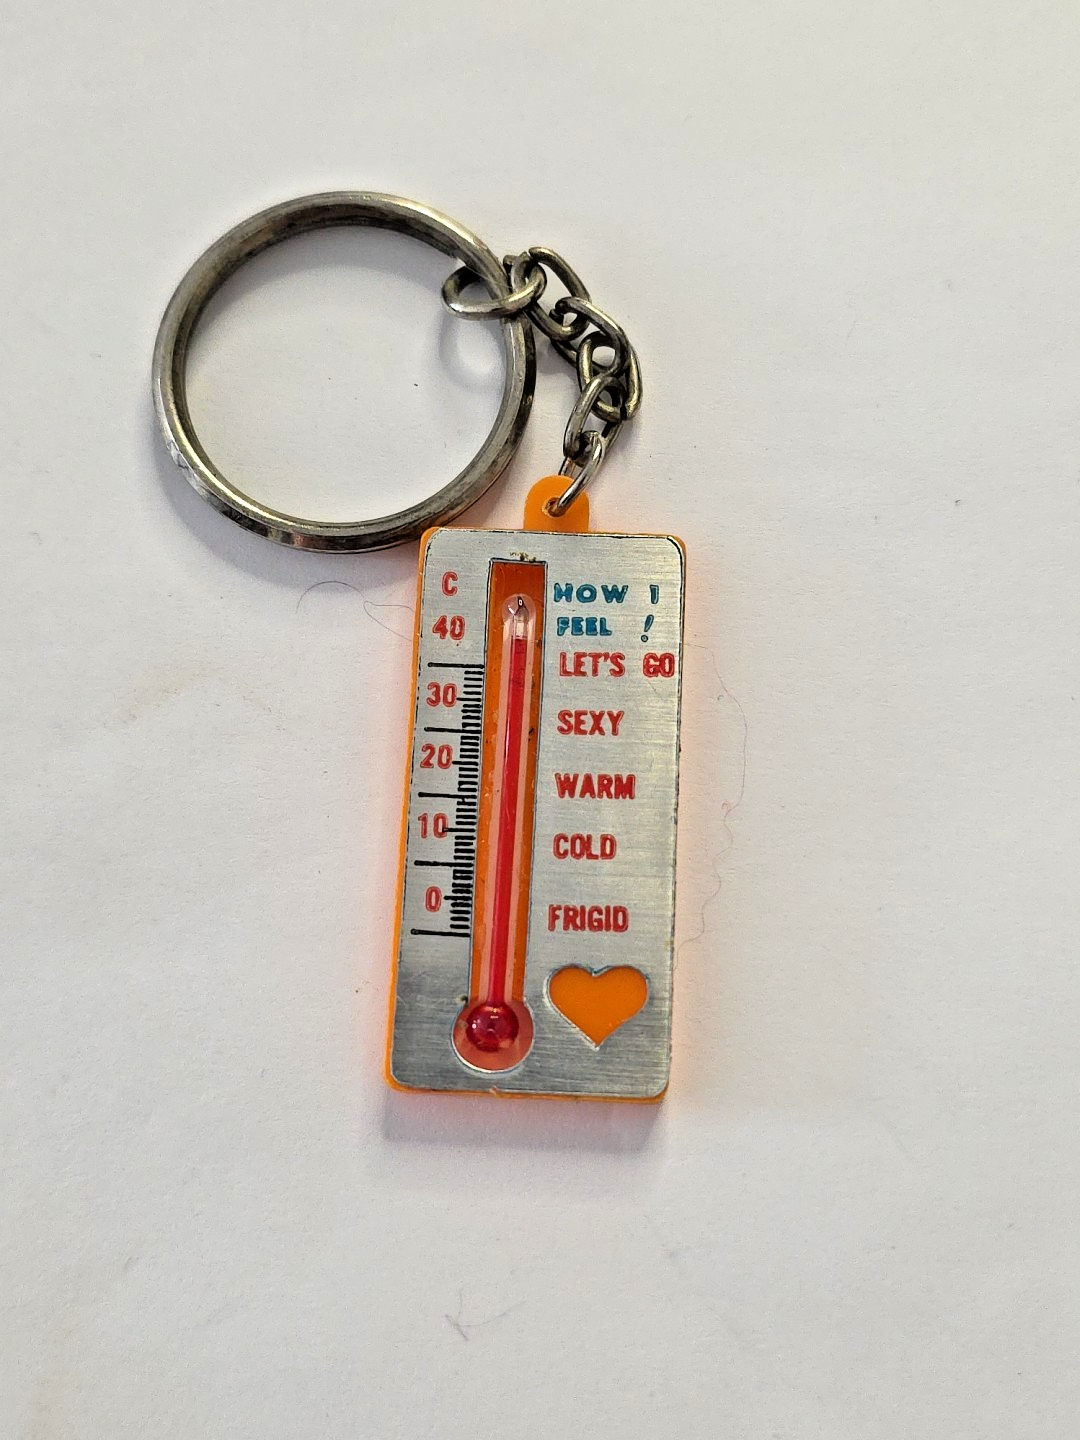 C
40
30
20
10
0
HOW I
FEEL !
LET'S GO
SEXY
WARM
COLD
FRIGID